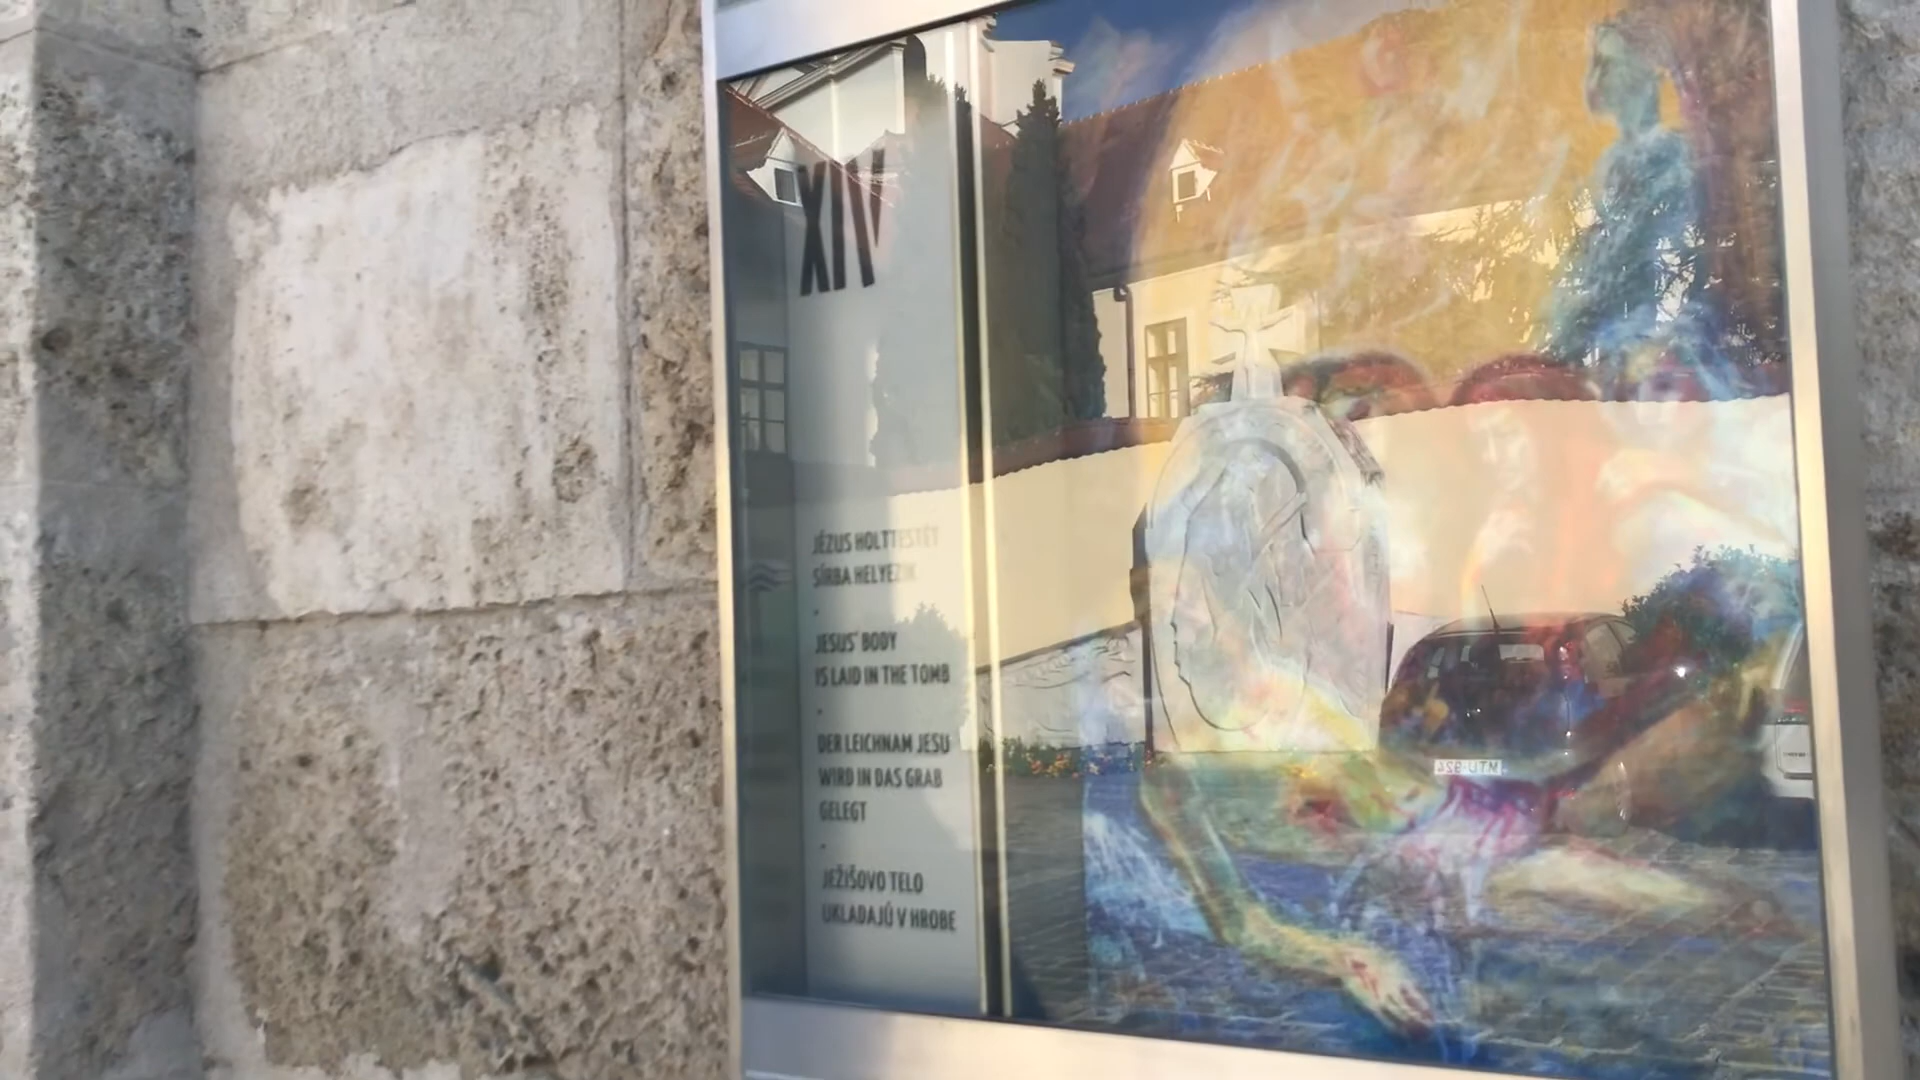 XIV
JÉZUS HOLTTESTÉT
SÍRBA HELYEZIK
-
JESUS' BODY
IS LAID IN THE TOMB
-
DER LEICHNAM JESU
WIRD IN DAS GRAB
GELEGT
-
JEŽIŠOVO TELO
UKLADAJÚ V HROBE